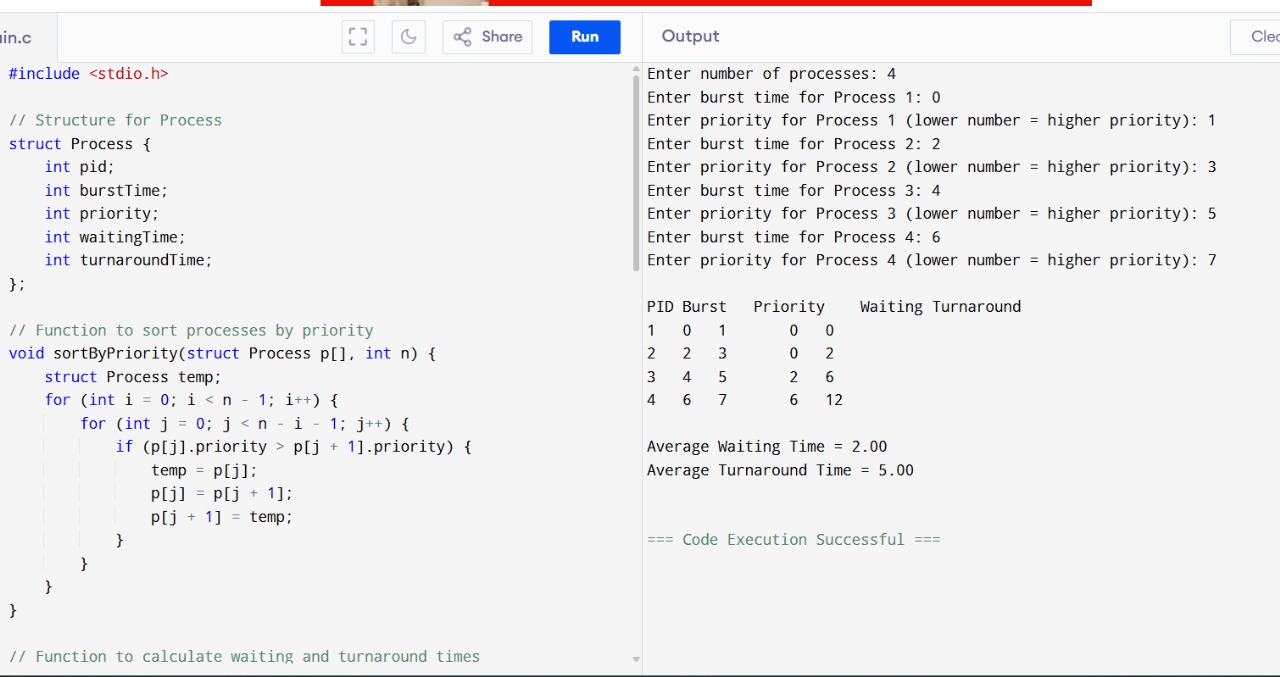 in.c
Share
Run
Output
#include <stdio.h>
// Structure for Process
struct Process {
    int pid;
    int burstTime;
    int priority;
    int waitingTime;
    int turnaroundTime;
};
// Function to sort processes by priority
void sortByPriority(struct Process p[], int n) {
    struct Process temp;
    for (int i = 0; i < n - 1; i++) {
        for (int j = 0; j < n - i - 1; j++) {
            if (p[j].priority > p[j + 1].priority) {
                temp = p[j];
                p[j] = p[j + 1];
                p[j + 1] = temp;
            }
        }
    }
}
// Function to calculate waiting and turnaround times
Enter number of processes: 4
Enter burst time for Process 1: 0
Enter priority for Process 1 (lower number = higher priority): 1
Enter burst time for Process 2: 2
Enter priority for Process 2 (lower number = higher priority): 3
Enter burst time for Process 3: 4
Enter priority for Process 3 (lower number = higher priority): 5
Enter burst time for Process 4: 6
Enter priority for Process 4 (lower number = higher priority): 7
PID Burst   Priority    Waiting Turnaround
1   0   1       0   0
2   2   3       0   2
3   4   5       2   6
4   6   7       6   12
Average Waiting Time = 2.00
Average Turnaround Time = 5.00
=== Code Execution Successful ===